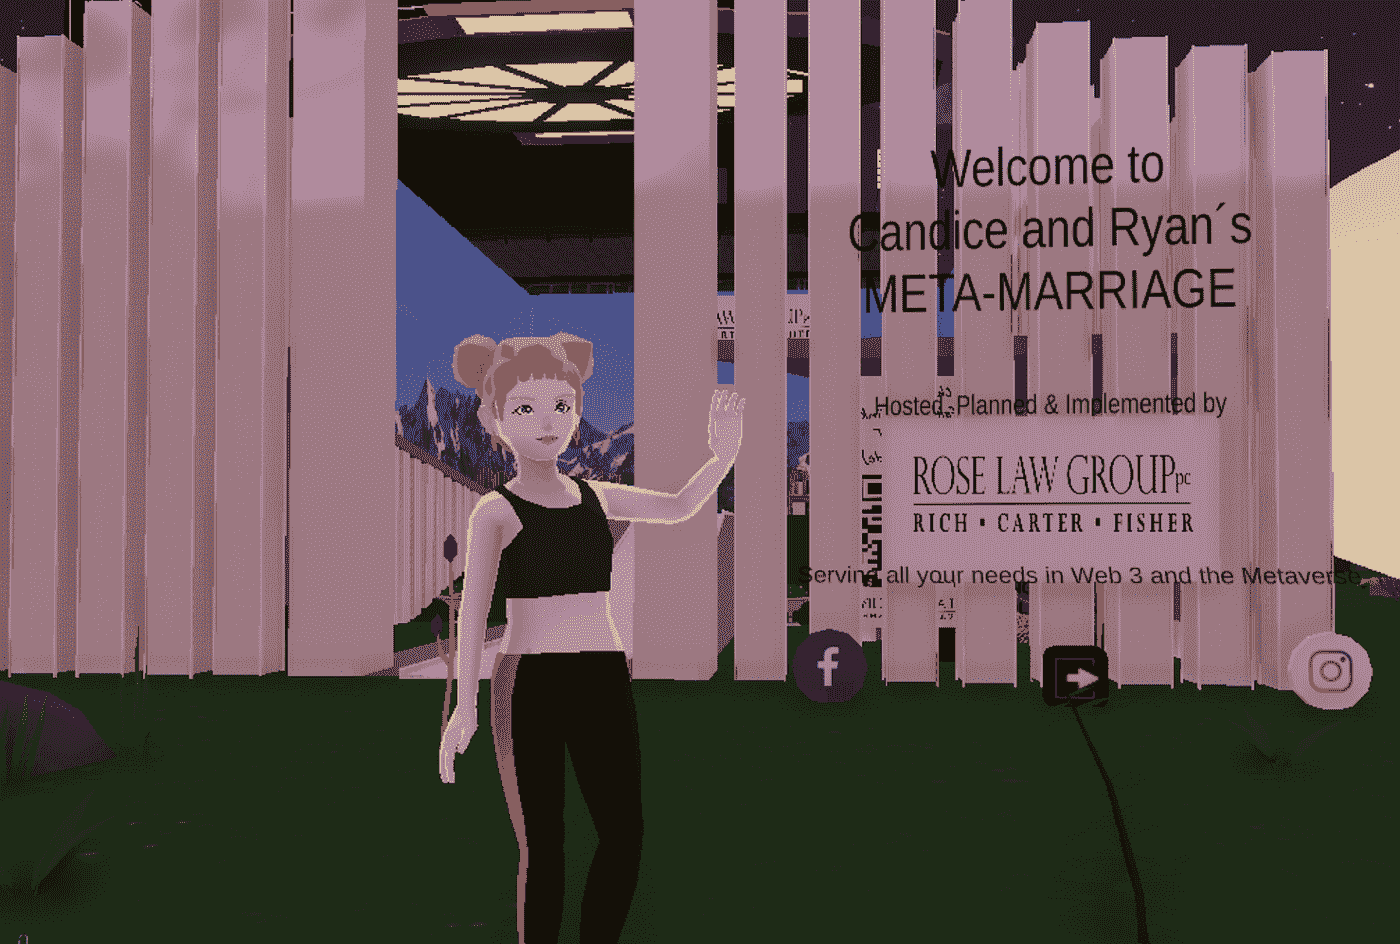 Welcome to
Candice and Ryan´s
META-MARRIAGE
Hosted, Planned & Implemented by
ROSE LAW GROUPpc
RICH · CARTER · FISHER
Serving all your needs in Web 3 and the Metaverse